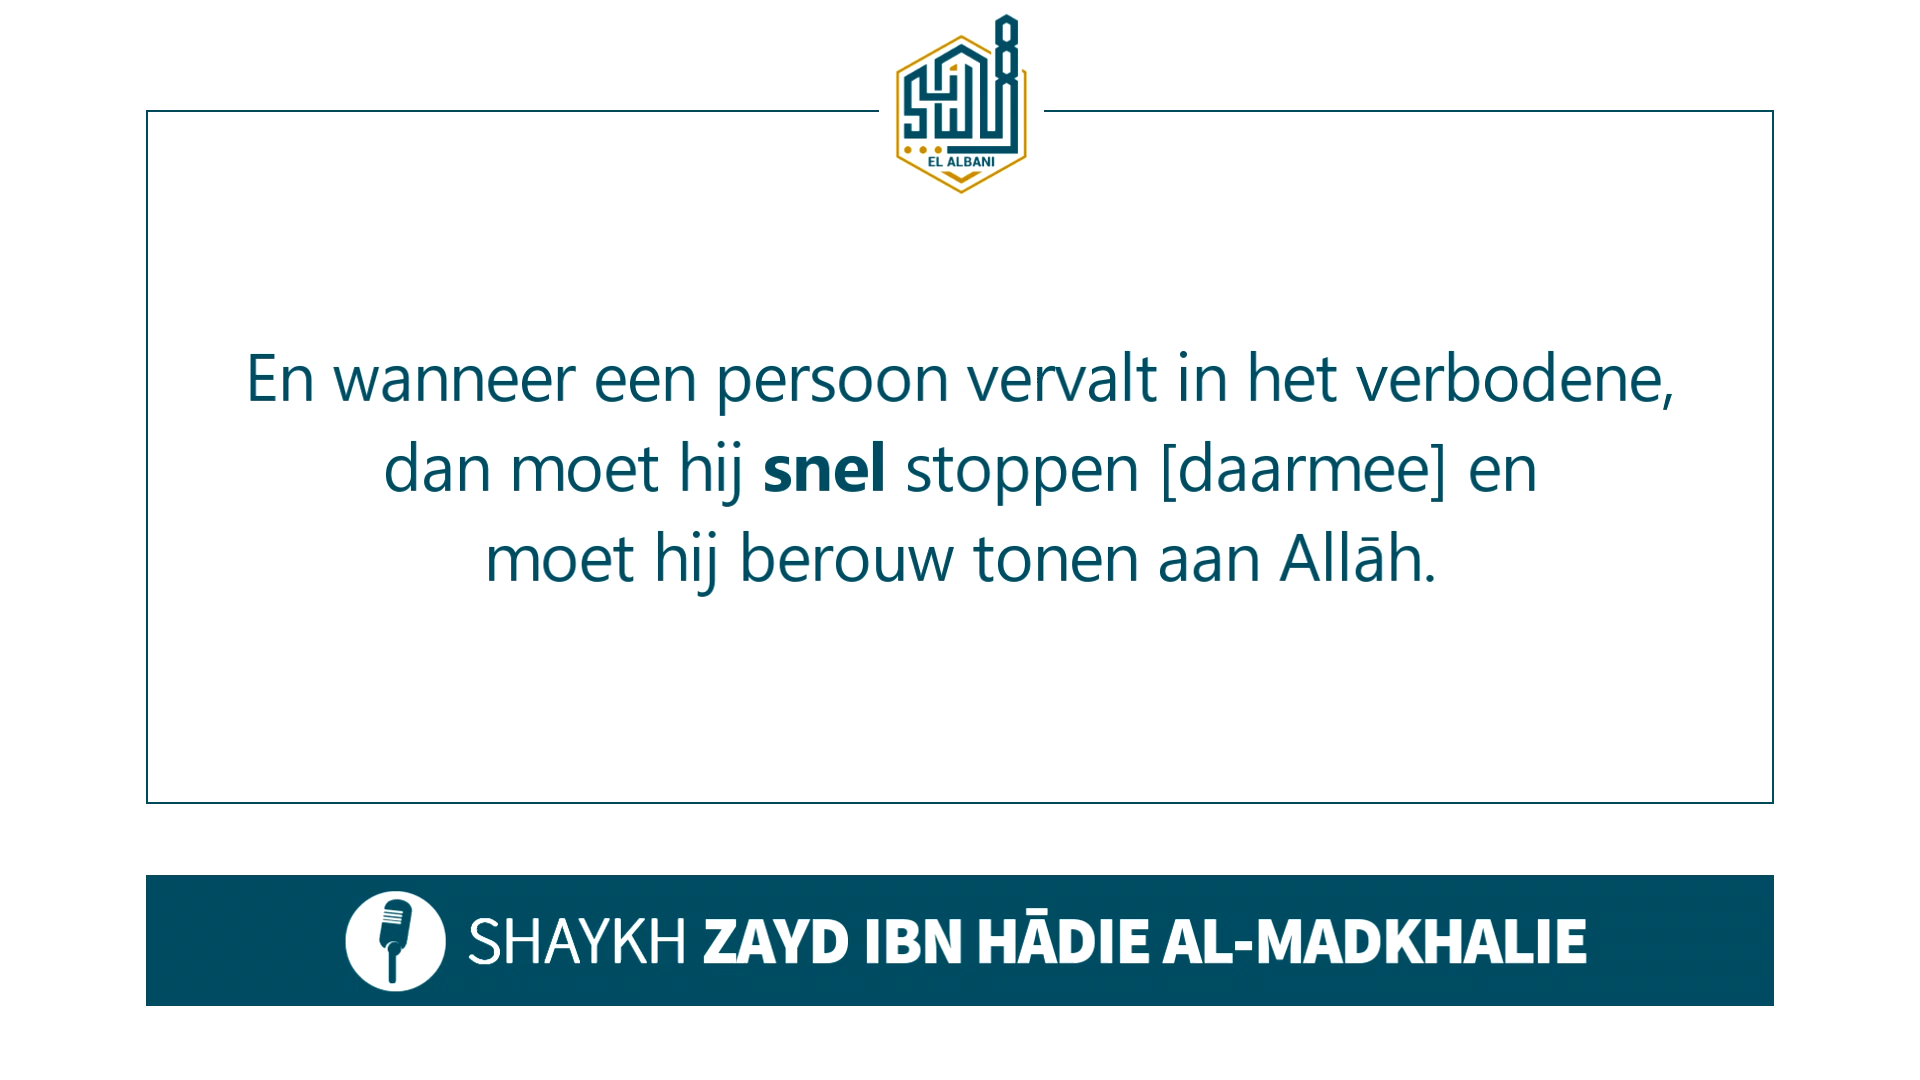 EL ALBANI
En wanneer een persoon vervalt in het verbodene,
dan moet hij snel stoppen [daarmee] en
moet hij berouw tonen aan Allāh.
SHAYKH ZAYD IBN HĀDIE AL-MADKHALIE